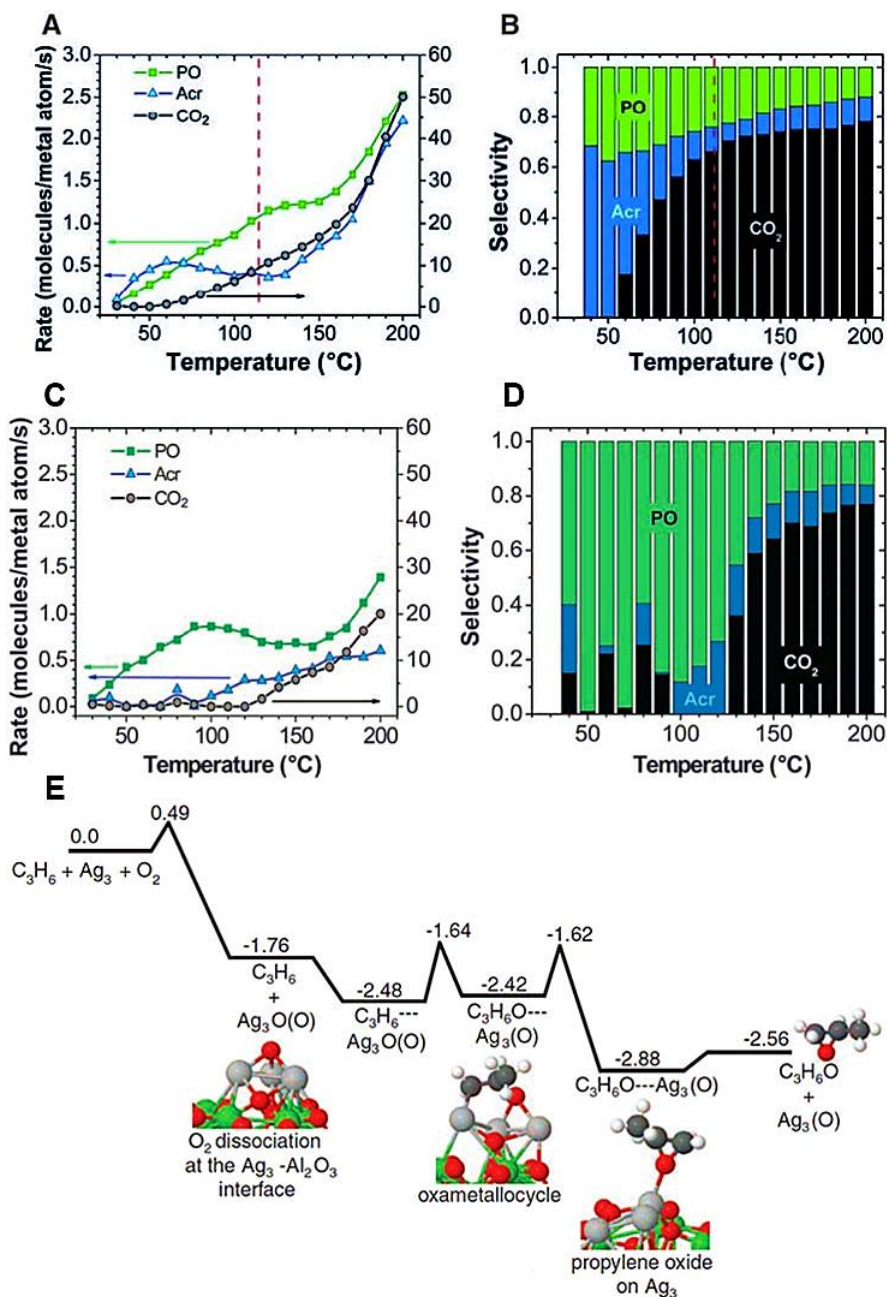 A
Rate (molecules/metal atom/s)
3.0
2.5
2.0
1.5
1.0
0.5
0.0
PO
Acr
CO₂
60
50
40
30
20
10
0
50
100
150
200
Temperature (°C)
B
Selectivity
1.0
0.8
0.6
0.4
0.2
0.0
PO
Acr
CO₂
50
100
150
200
Temperature (°C)
C
Rate (molecules/metal atom/s)
3.0
2.5
2.0
1.5
1.0
0.5
0.0
PO
Acr
CO₂
60
50
40
30
20
10
0
50
100
150
200
Temperature (°C)
D
Selectivity
1.0
0.8
0.6
0.4
0.2
0.0
PO
Acr
CO₂
50
100
150
200
Temperature (°C)
E
0.0
C₃H₆ + Ag₃ + O₂
0.49
-1.76
C₃H₆
+
Ag₃O(O)
O₂ dissociation
at the Ag₃ -Al₂O₃
interface
-2.48
C₃H₆---
Ag₃O(O)
-1.64
-2.42
C₃H₆O---
Ag₃(O)
oxametallocycle
-1.62
-2.88
C₃H₆O---Ag₃(O)
propylene oxide
on Ag₃
-2.56
C₃H₆O
+
Ag₃(O)